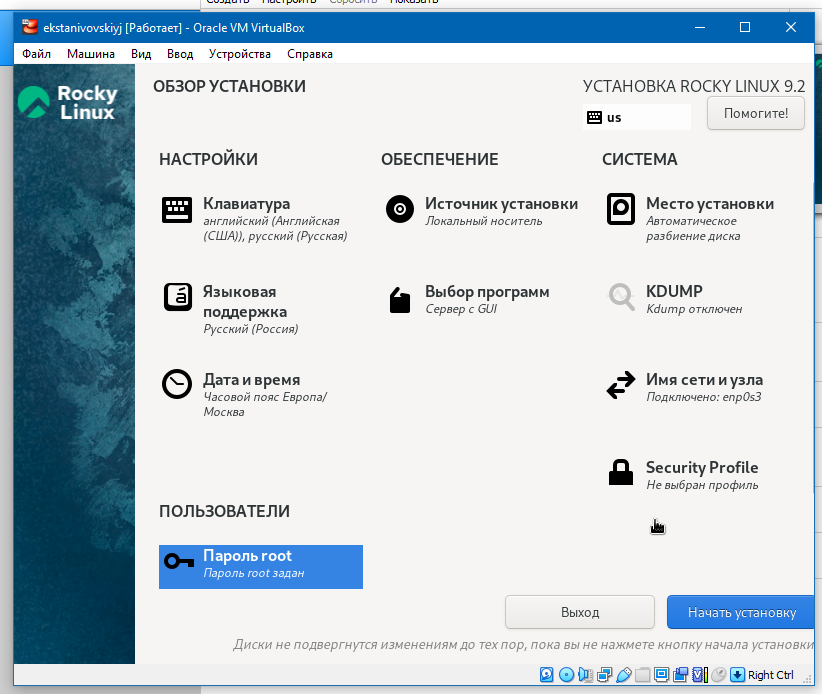 Создать Настроить Сбросить Показать
ekstanivovskiyj [Работает] - Oracle VM VirtualBox
Файл Машина Вид Ввод Устройства Справка
Rocky
Linux
ОБЗОР УСТАНОВКИ
УСТАНОВКА ROCKY LINUX 9.2
us
Помогите!
НАСТРОЙКИ
ОБЕСПЕЧЕНИЕ
СИСТЕМА
Клавиатура
английский (Английская
(США)), русский (Русская)
Источник установки
Локальный носитель
Место установки
Автоматическое
разбиение диска
Языковая
поддержка
Русский (Россия)
Выбор программ
Сервер с GUI
KDUMP
Kdump отключен
Дата и время
Часовой пояс Европа/
Москва
Имя сети и узла
Подключено: enp0s3
Security Profile
Не выбран профиль
ПОЛЬЗОВАТЕЛИ
Пароль root
Пароль root задан
Выход
Начать установку
Диски не подвергнутся изменениям до тех пор, пока вы не нажмете кнопку начала установки
Right Ctrl